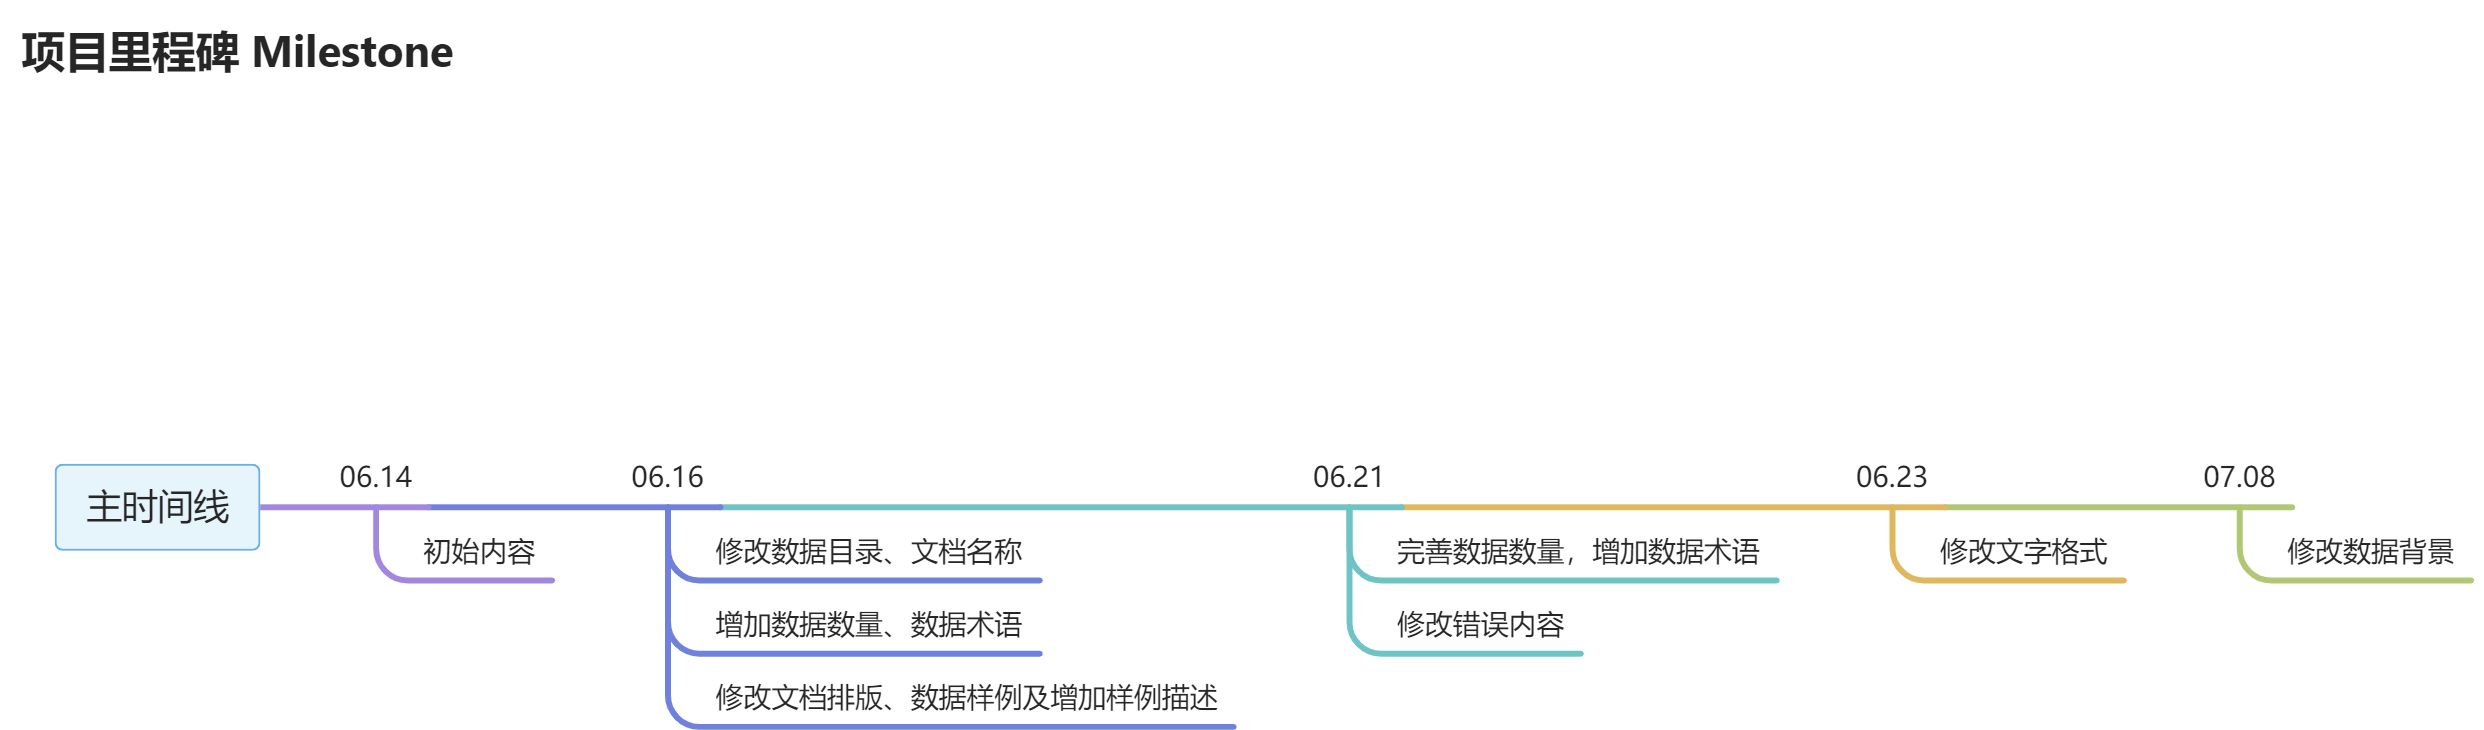 项目里程碑 Milestone
主时间线
06.14
初始内容
06.16
修改数据目录、文档名称
增加数据数量、数据术语
修改文档排版、数据样例及增加样例描述
06.21
完善数据数量，增加数据术语
修改错误内容
06.23
修改文字格式
07.08
修改数据背景